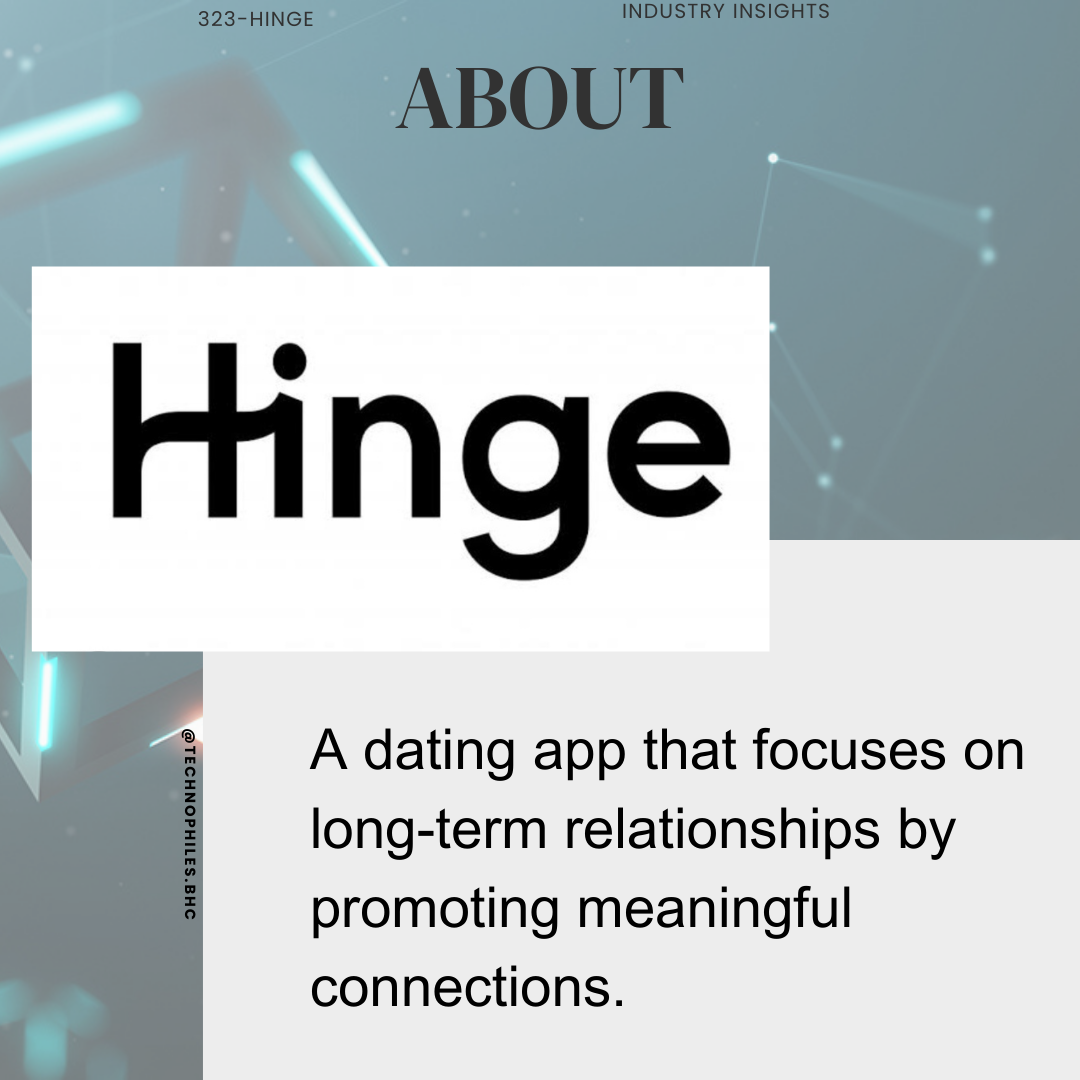 323-HINGE
INDUSTRY INSIGHTS
ABOUT
Hinge
@TECHNOPHILES.BHC
A dating app that focuses on
long-term relationships by
promoting meaningful
connections.